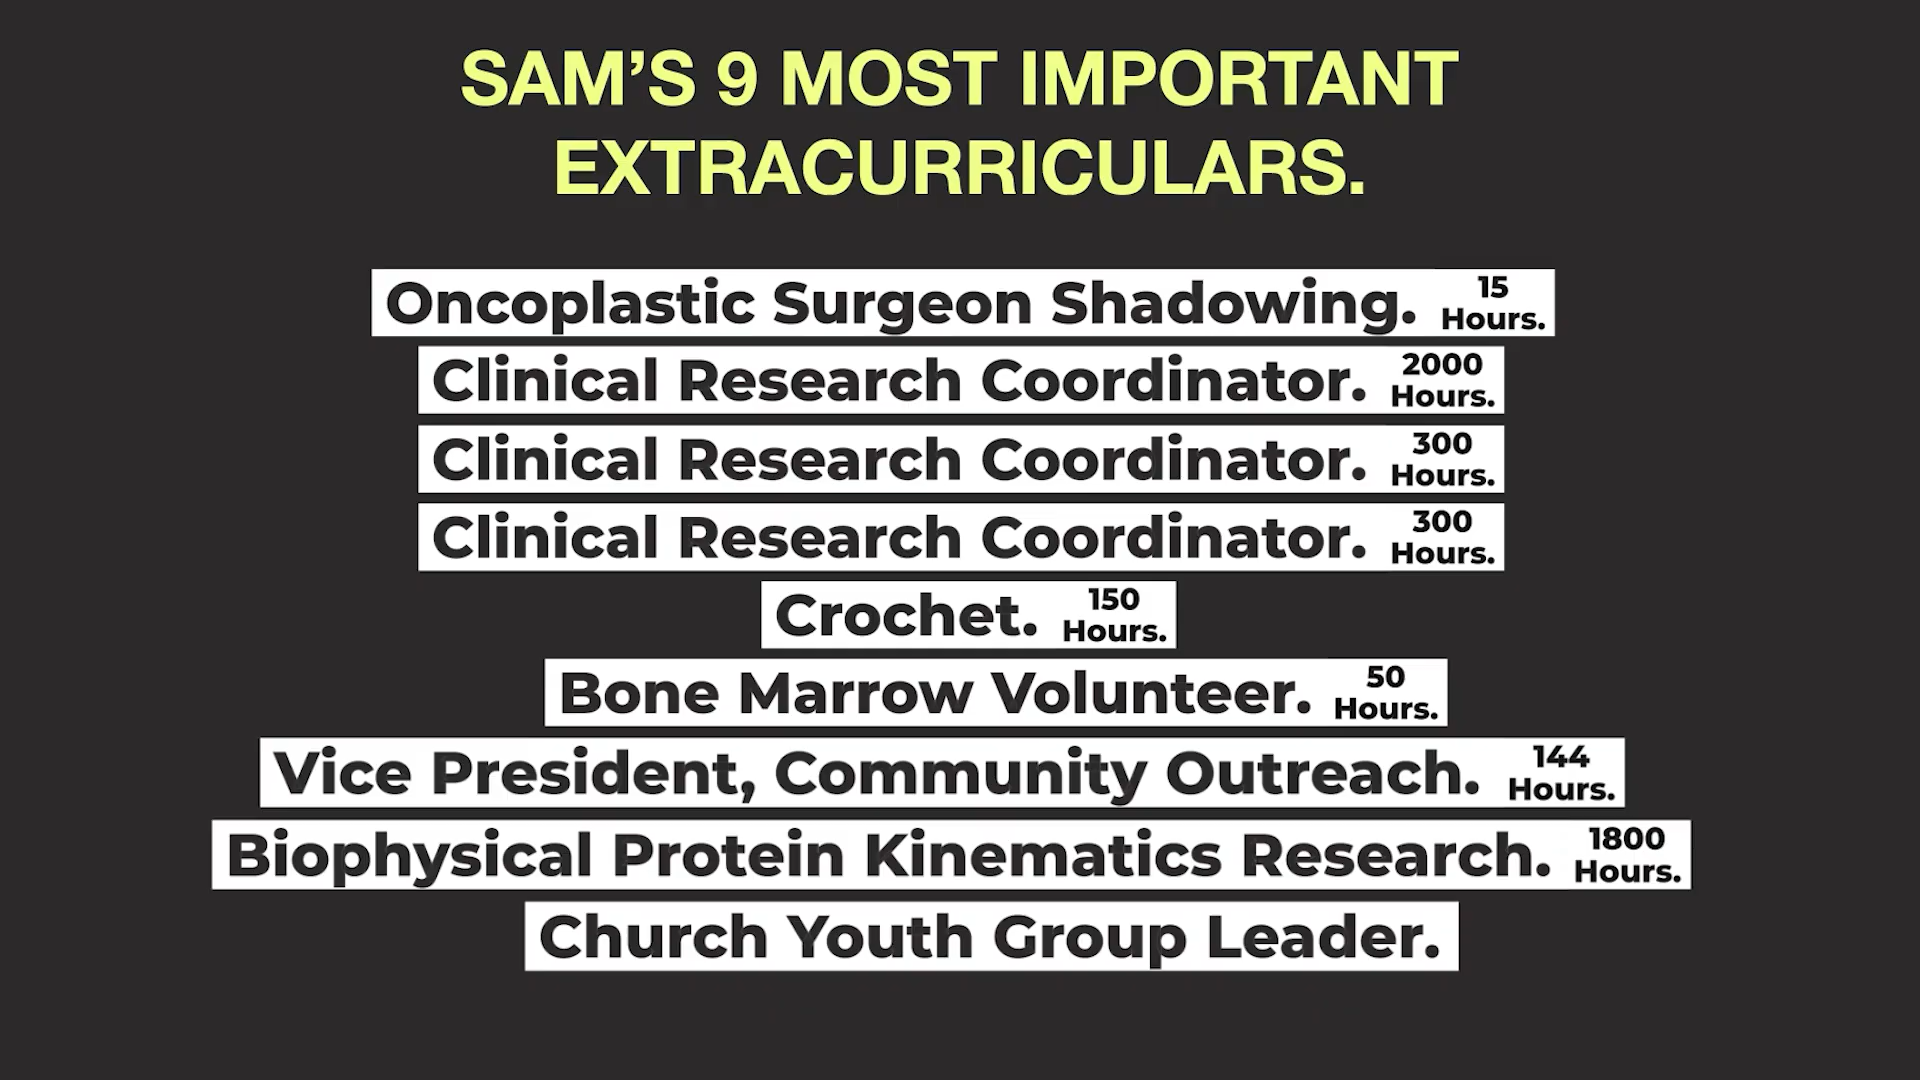 SAM'S 9 MOST IMPORTANT
EXTRACURRICULARS.
Oncoplastic Surgeon Shadowing. 15 Hours.
Clinical Research Coordinator. 2000 Hours.
Clinical Research Coordinator. 300 Hours.
Clinical Research Coordinator. 300 Hours.
Crochet. 150 Hours.
Bone Marrow Volunteer. 50 Hours.
Vice President, Community Outreach. 144 Hours.
Biophysical Protein Kinematics Research. 1800 Hours.
Church Youth Group Leader.